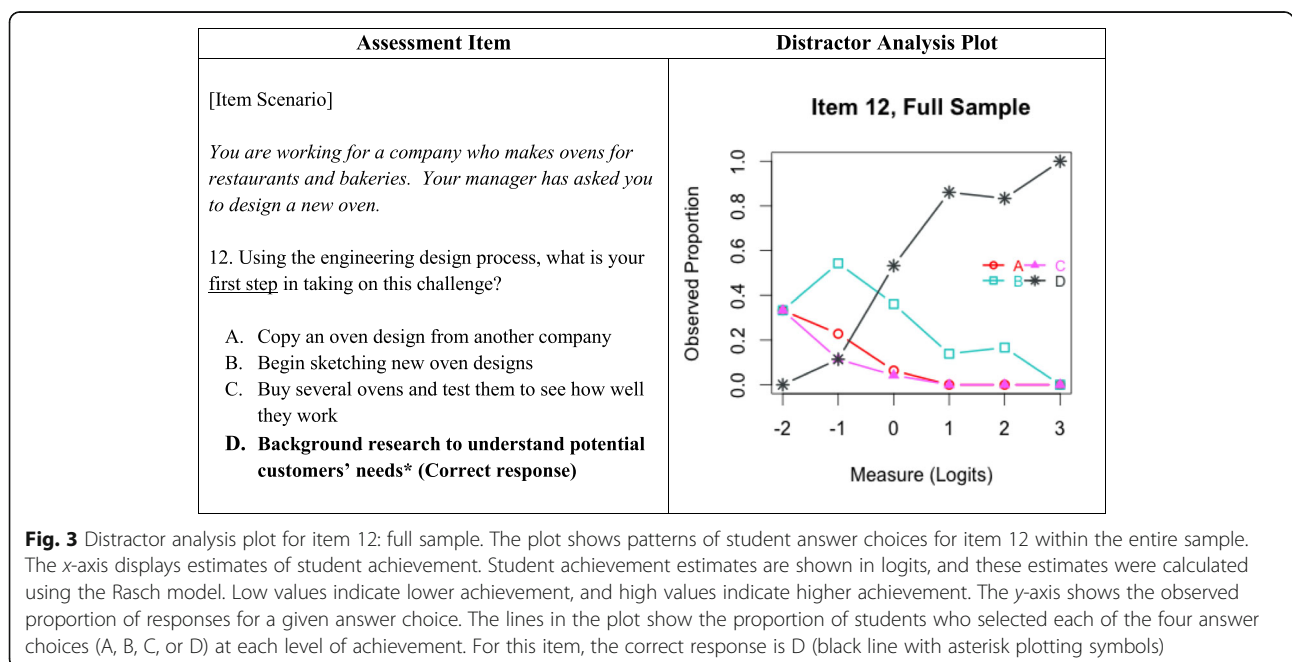 Assessment Item
Distractor Analysis Plot
[Item Scenario]
You are working for a company who makes ovens for
restaurants and bakeries. Your manager has asked you
to design a new oven.
12. Using the engineering design process, what is your
first step in taking on this challenge?
A. Copy an oven design from another company
B. Begin sketching new oven designs
C. Buy several ovens and test them to see how well
they work
D. Background research to understand potential
customers' needs* (Correct response)
Item 12, Full Sample
Observed Proportion
1.0
0.8
0.6
0.4
0.2
0.0
A C
B D
-2 -1 0 1 2 3
Measure (Logits)
Fig. 3 Distractor analysis plot for item 12: full sample. The plot shows patterns of student answer choices for item 12 within the entire sample.
The x-axis displays estimates of student achievement. Student achievement estimates are shown in logits, and these estimates were calculated
using the Rasch model. Low values indicate lower achievement, and high values indicate higher achievement. The y-axis shows the observed
proportion of responses for a given answer choice. The lines in the plot show the proportion of students who selected each of the four answer
choices (A, B, C, or D) at each level of achievement. For this item, the correct response is D (black line with asterisk plotting symbols)